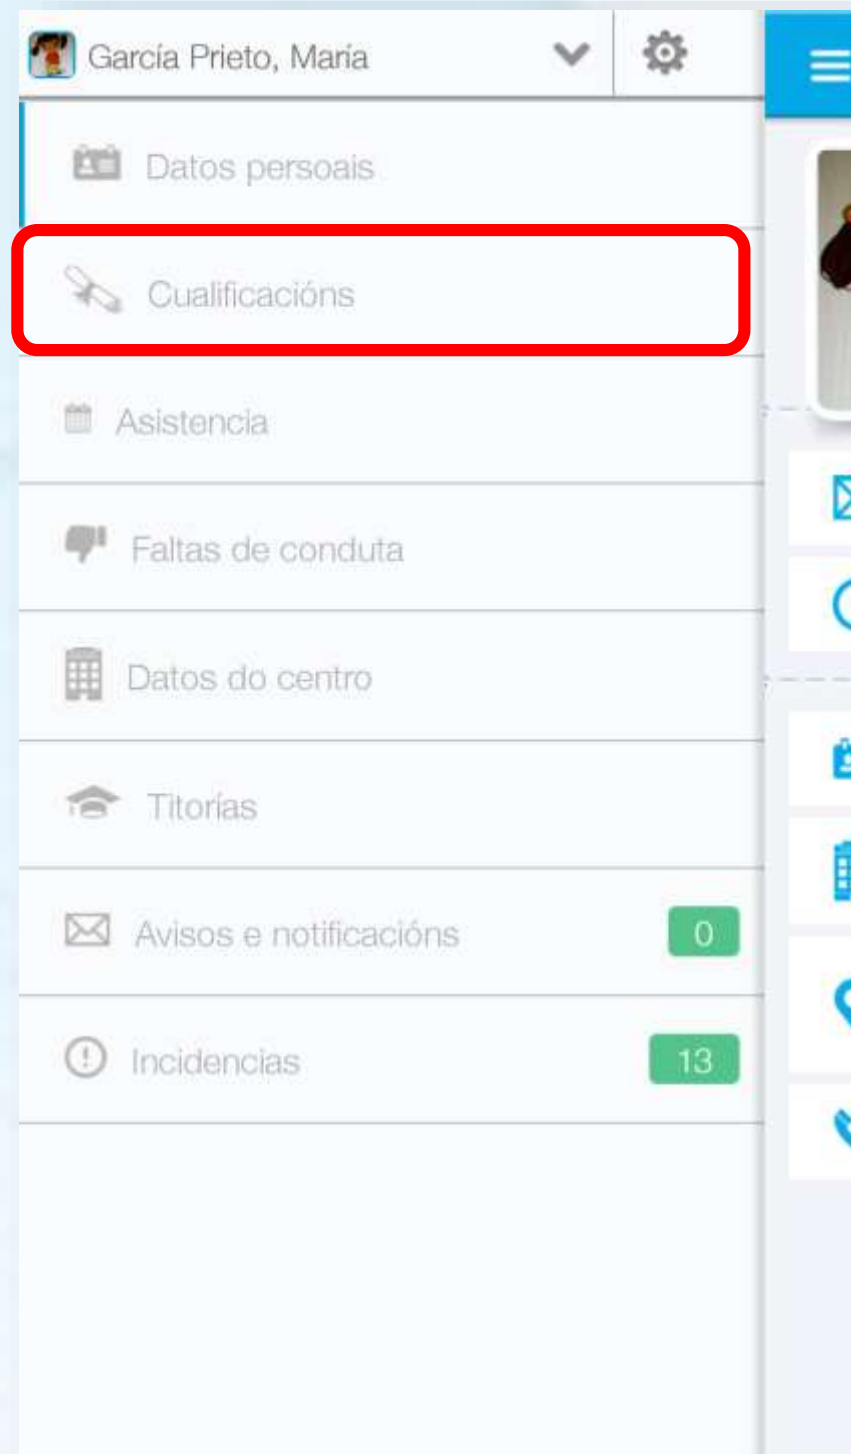 García Prieto, María
Datos persoais
Cualificacións
Asistencia
Faltas de conduta
Datos do centro
Titorías
Avisos e notificacións 0
Incidencias 13